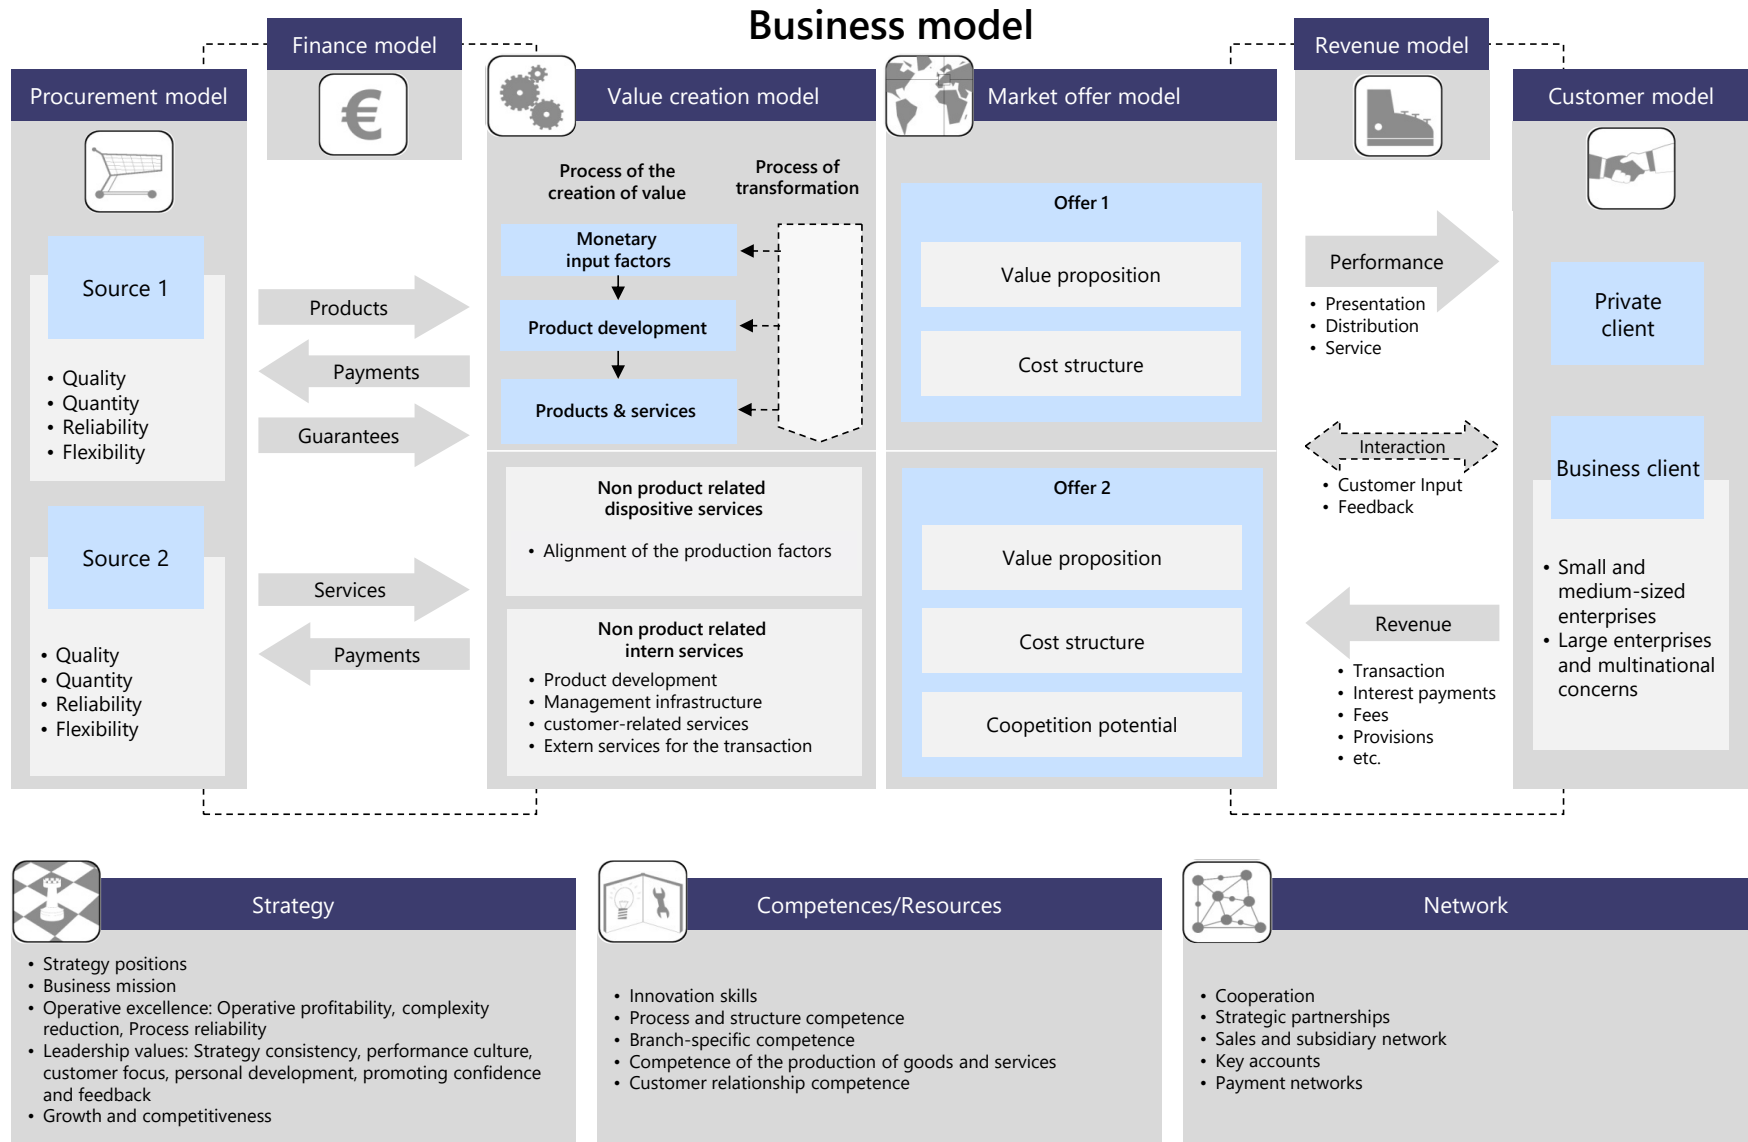 Business model
Finance model
Revenue model
Procurement model
Value creation model
Market offer model
Customer model
€
Source 1
• Quality
• Quantity
• Reliability
• Flexibility
Source 2
• Quality
• Quantity
• Reliability
• Flexibility
Products
Payments
Guarantees
Services
Payments
Process of the
creation of value
Process of
transformation
Monetary
input factors
Product development
Products & services
Non product related
dispositive services
• Alignment of the production factors
Non product related
intern services
• Product development
• Management infrastructure
• customer-related services
• Extern services for the transaction
Offer 1
Value proposition
Cost structure
Offer 2
Value proposition
Cost structure
Coopetition potential
Performance
• Presentation
• Distribution
• Service
Interaction
• Customer Input
• Feedback
Revenue
• Transaction
• Interest payments
• Fees
• Provisions
• etc.
Private
client
Business client
• Small and
medium-sized
enterprises
• Large enterprises
and multinational
concerns
Strategy
• Strategy positions
• Business mission
• Operative excellence: Operative profitability, complexity
reduction, Process reliability
• Leadership values: Strategy consistency, performance culture,
customer focus, personal development, promoting confidence
and feedback
• Growth and competitiveness
Competences/Resources
• Innovation skills
• Process and structure competence
• Branch-specific competence
• Competence of the production of goods and services
• Customer relationship competence
Network
• Cooperation
• Strategic partnerships
• Sales and subsidiary network
• Key accounts
• Payment networks